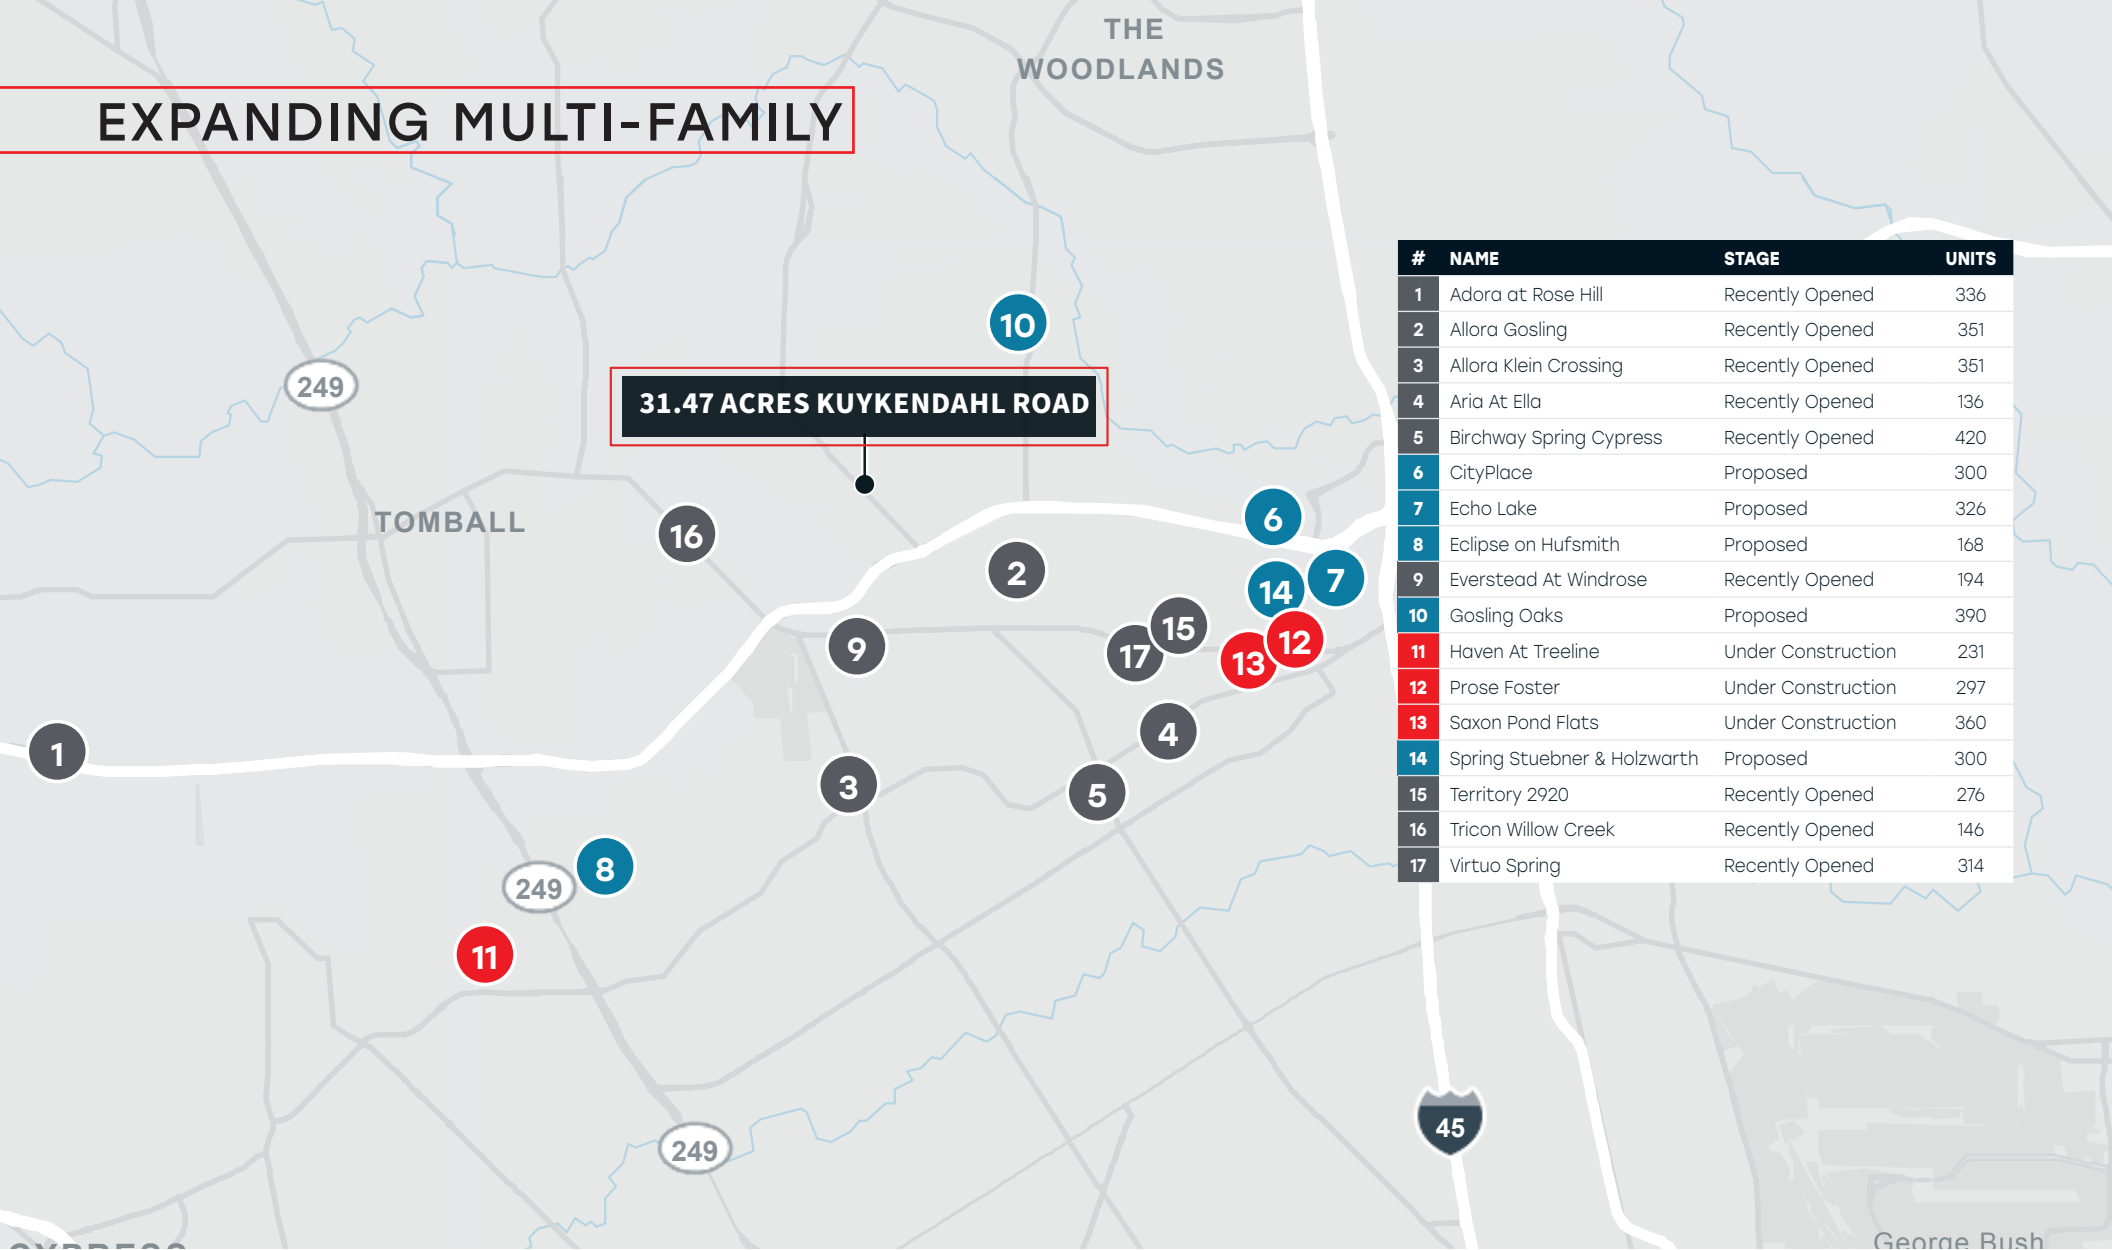 THE
WOODLANDS
EXPANDING MULTI-FAMILY
# NAME STAGE UNITS
1 Adora at Rose Hill Recently Opened 336
2 Allora Gosling Recently Opened 351
3 Allora Klein Crossing Recently Opened 351
4 Aria At Ella Recently Opened 136
5 Birchway Spring Cypress Recently Opened 420
6 CityPlace Proposed 300
7 Echo Lake Proposed 326
8 Eclipse on Hufsmith Proposed 168
9 Everstead At Windrose Recently Opened 194
10 Gosling Oaks Proposed 390
11 Haven At Treeline Under Construction 231
12 Prose Foster Under Construction 297
13 Saxon Pond Flats Under Construction 360
14 Spring Stuebner & Holzwarth Proposed 300
15 Territory 2920 Recently Opened 276
16 Tricon Willow Creek Recently Opened 146
17 Virtuo Spring Recently Opened 314
10
249
31.47 ACRES KUYKENDAHL ROAD
TOMBALL
16
6
2
14
7
15
12
9
17
13
4
1
3
5
8
249
11
45
249
CYPRESS
George Bush